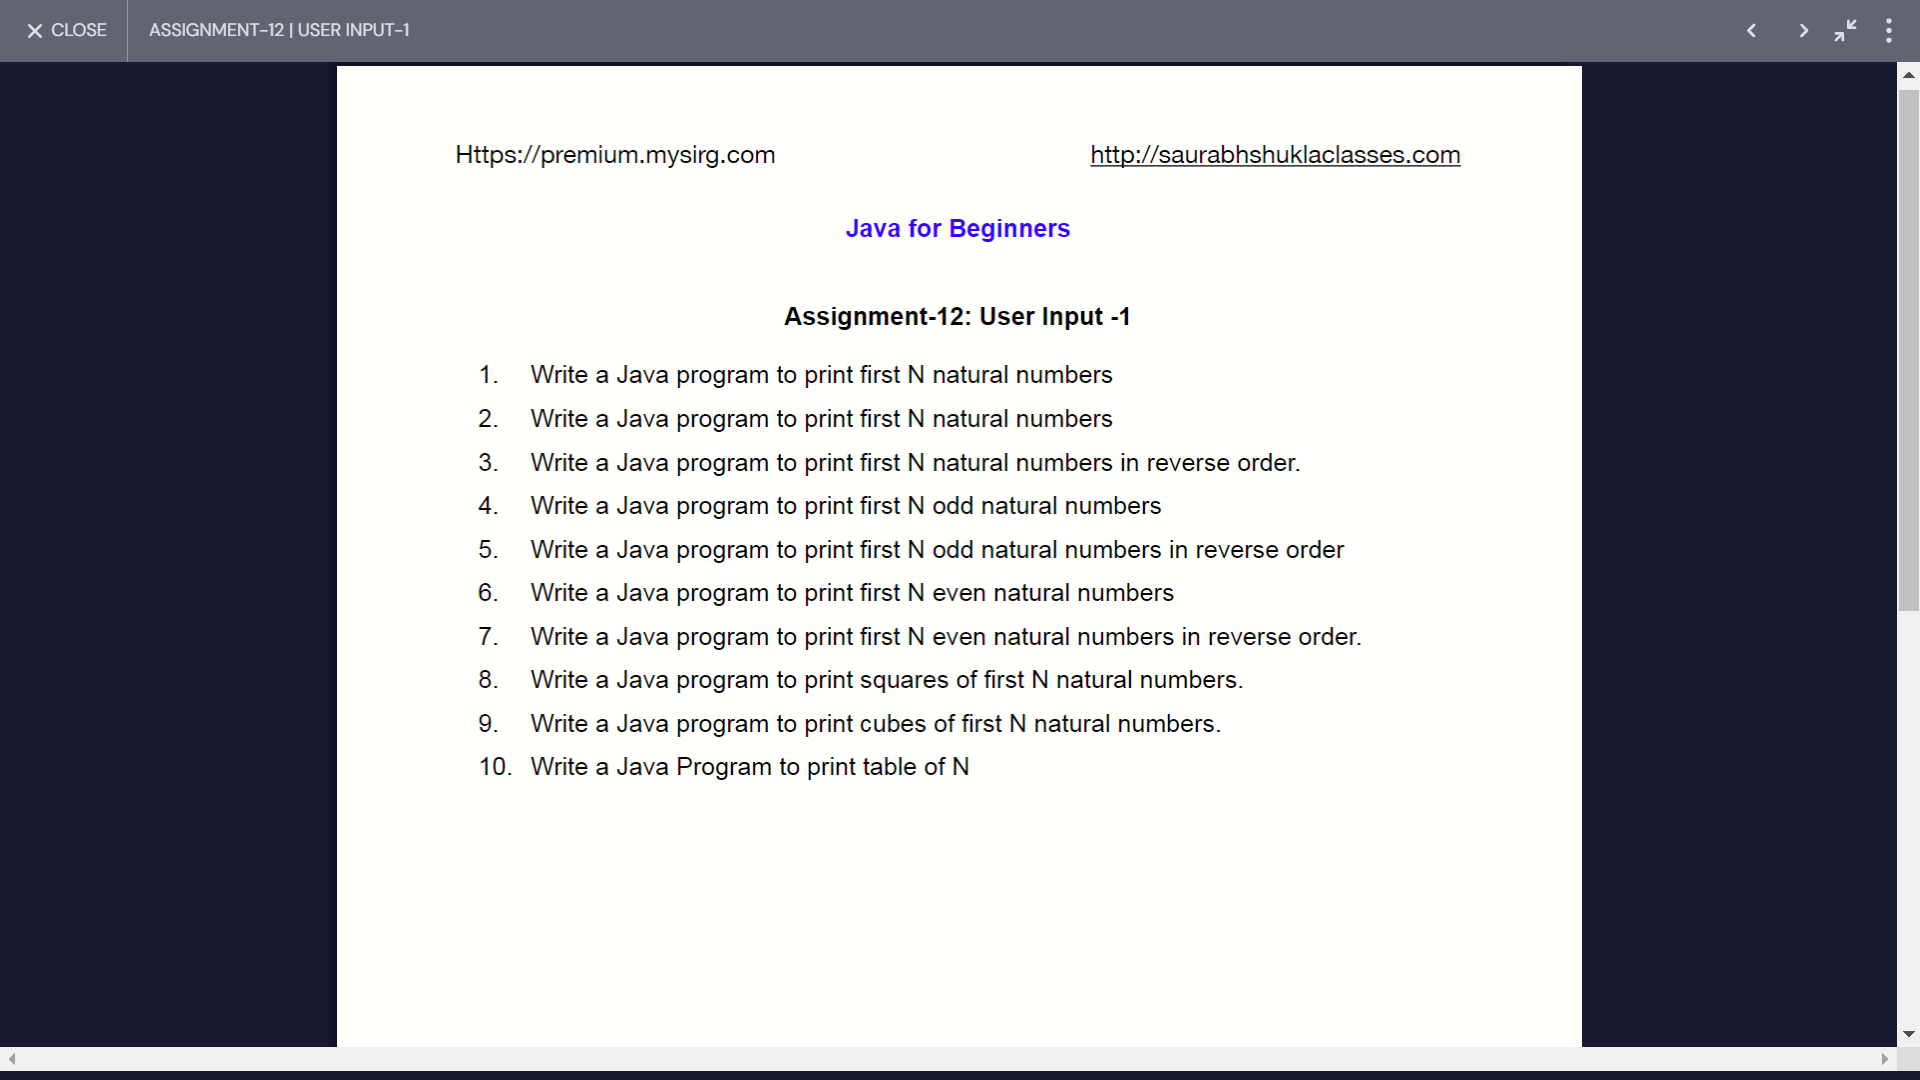 CLOSE
ASSIGNMENT-12 | USER INPUT-1
Https://premium.mysirg.com
http://saurabhshuklaclasses.com
Java for Beginners
Assignment-12: User Input -1
1. Write a Java program to print first N natural numbers
2. Write a Java program to print first N natural numbers
3. Write a Java program to print first N natural numbers in reverse order.
4. Write a Java program to print first N odd natural numbers
5. Write a Java program to print first N odd natural numbers in reverse order
6. Write a Java program to print first N even natural numbers
7. Write a Java program to print first N even natural numbers in reverse order.
8. Write a Java program to print squares of first N natural numbers.
9. Write a Java program to print cubes of first N natural numbers.
10. Write a Java Program to print table of N